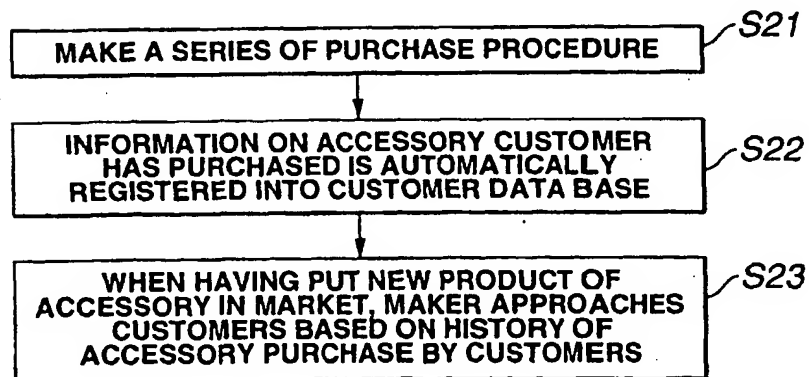 S21
MAKE A SERIES OF PURCHASE PROCEDURE
INFORMATION ON ACCESSORY CUSTOMER
HAS PURCHASED IS AUTOMATICALLY
REGISTERED INTO CUSTOMER DATA BASE
S22
WHEN HAVING PUT NEW PRODUCT OF
ACCESSORY IN MARKET, MAKER APPROACHES
CUSTOMERS BASED ON HISTORY OF
ACCESSORY PURCHASE BY CUSTOMERS
S23